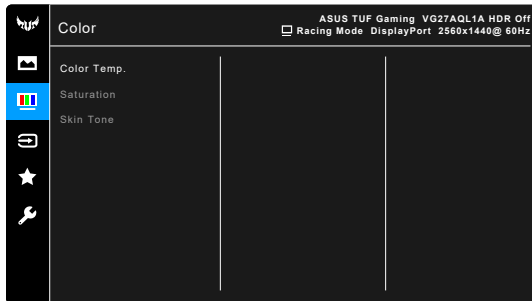 Color
ASUS TUF Gaming VG27AQL1A HDR Off
Racing Mode DisplayPort 2560x1440@ 60Hz
Color Temp.
Saturation
Skin Tone